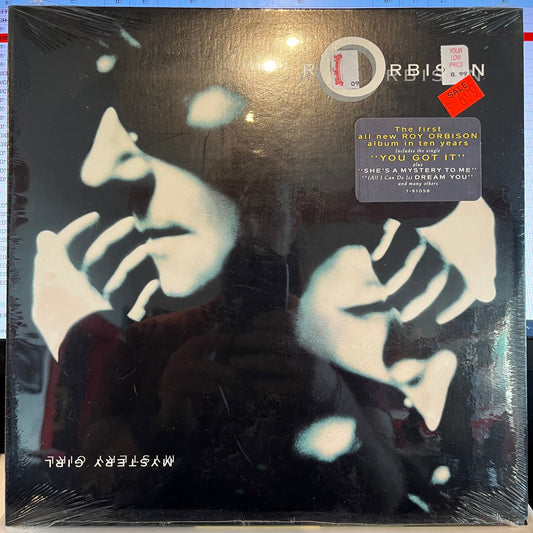 ROY ORBISON
YOUR
LOW
PRICE
8.99
SALE
The first
all new ROY ORBISON
album in ten years
Includes the single
"YOU GOT IT"
plus
"SHE'S A MYSTERY TO ME"
"(All I Can Do Is) DREAM YOU"
and many others
1-91058
MYSTERY GIRL